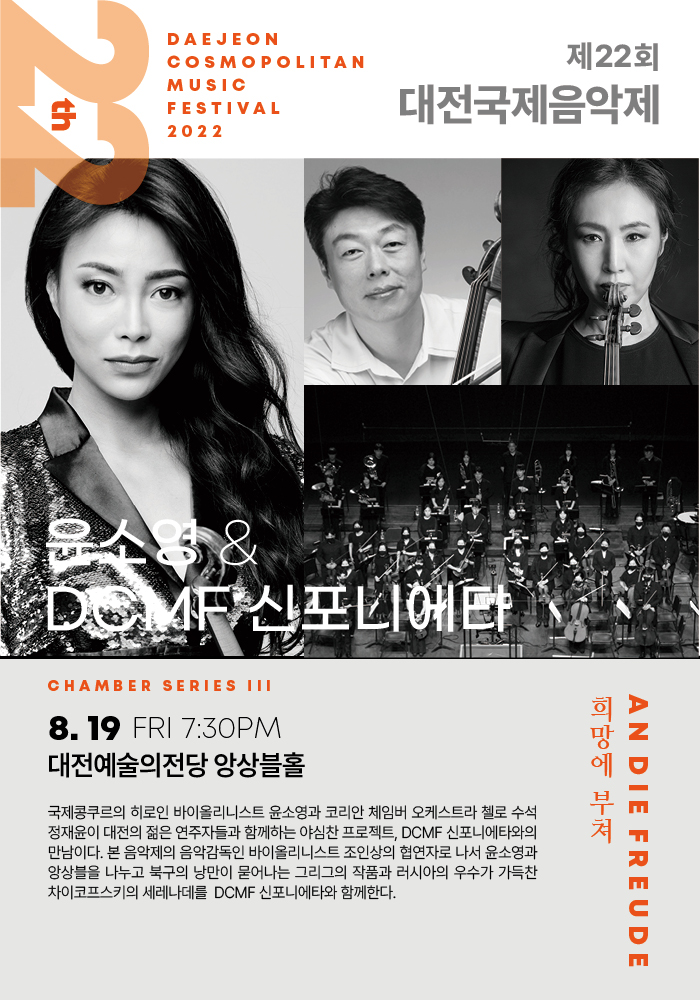 22th
DAEJEON
COSMOPOLITAN
MUSIC
FESTIVAL
2022
제22회
대전국제음악제
윤소영 &
DCMF 신포니에타
CHAMBER SERIES III
8. 19 FRI 7:30PM
대전예술의전당 앙상블홀
국제콩쿠르의 히로인 바이올리니스트 윤소영과 코리안 체임버 오케스트라 첼로 수석
정재윤이 대전의 젊은 연주자들과 함께하는 야심찬 프로젝트, DCMF 신포니에타와의
만남이다. 본 음악제의 음악감독인 바이올리니스트 조인상의 협연자로 나서 윤소영과
앙상블을 나누고 북구의 낭만이 묻어나는 그리그의 작품과 러시아의 우수가 가득찬
차이코프스키의 세레나데를 DCMF 신포니에타와 함께한다.
희망에 부쳐
AN DIE FREUDE